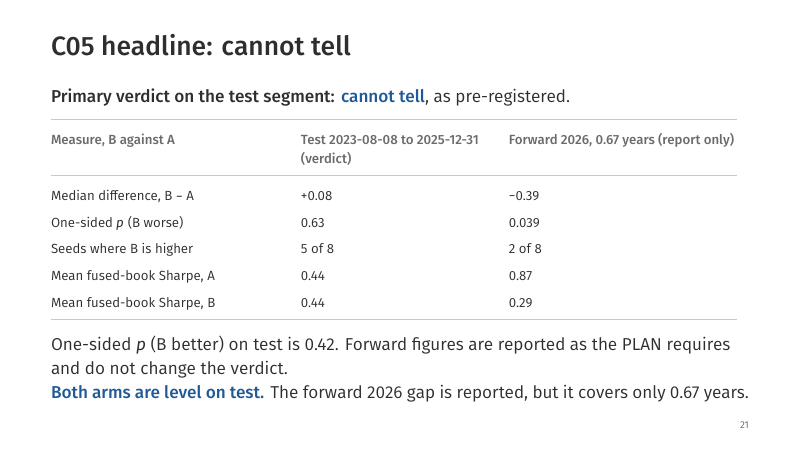 C05 headline: cannot tell
Primary verdict on the test segment: cannot tell, as pre-registered.
Measure, B against A
Test 2023-08-08 to 2025-12-31 (verdict)
Forward 2026, 0.67 years (report only)
Median difference, B – A +0.08 −0.39
One-sided p (B worse) 0.63 0.039
Seeds where B is higher 5 of 8 2 of 8
Mean fused-book Sharpe, A 0.44 0.87
Mean fused-book Sharpe, B 0.44 0.29
One-sided p (B better) on test is 0.42. Forward figures are reported as the PLAN requires
and do not change the verdict.
Both arms are level on test. The forward 2026 gap is reported, but it covers only 0.67 years.
21